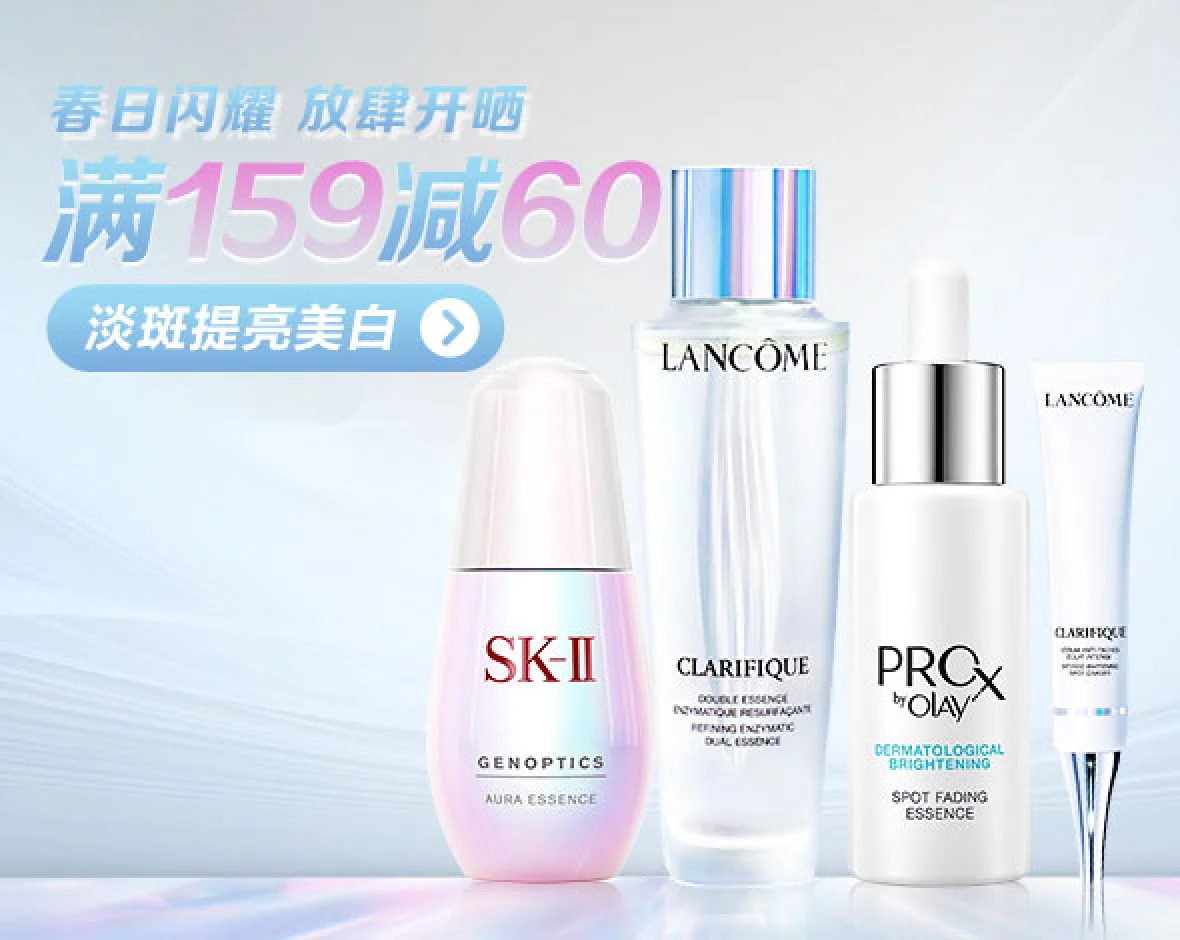 春日闪耀 放肆开晒
满159减60
淡斑提亮美白
SK-II
GENOPTICS
AURA ESSENCE
LANCÔME
CLARIFIQUE
DOUBLE ESSENCE
ENZYMATIQUE RESURFAÇANTE
REFINING ENZYMATIC
DUAL ESSENCE
PROX
by OLAY
DERMATOLOGICAL
BRIGHTENING
SPOT FADING
ESSENCE
LANCÔME
CLARIFIQUE